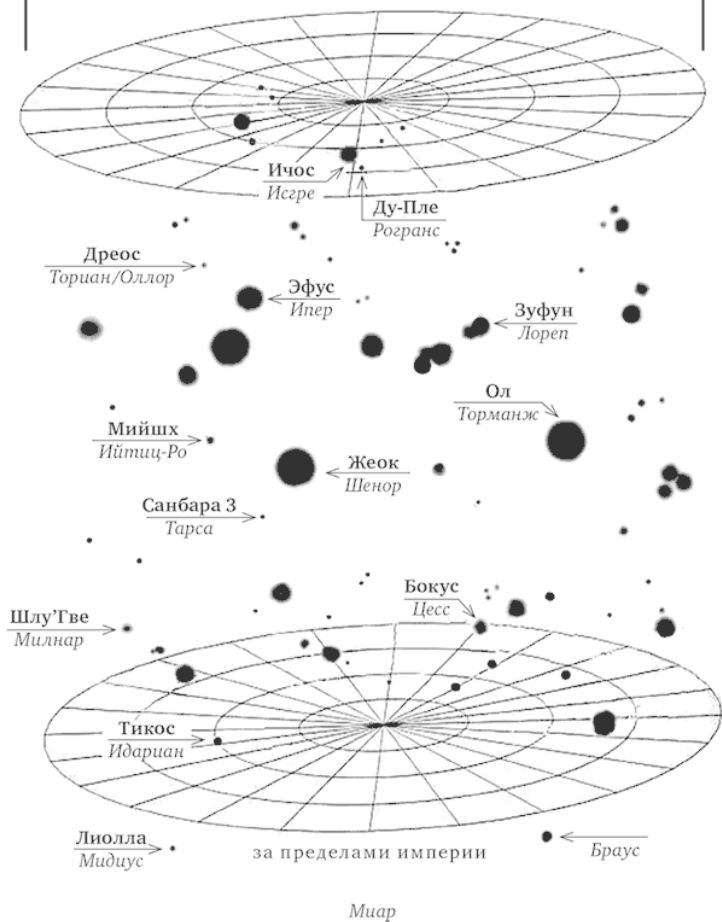 Ичос
Исгре
Ду-Пле
Рогранс
Дреос
Ториан/Оллор
Эфус
Ипер
Зуфун
Лореп
Ол
Торманж
Мийшх
Ийтиц-Ро
Жеок
Шенор
Санбара 3
Тарса
Бокус
Цесс
Шлу'Гве
Милнар
Тикос
Идариан
Лиолла
Мидиус
за пределами империи
Браус
Миар